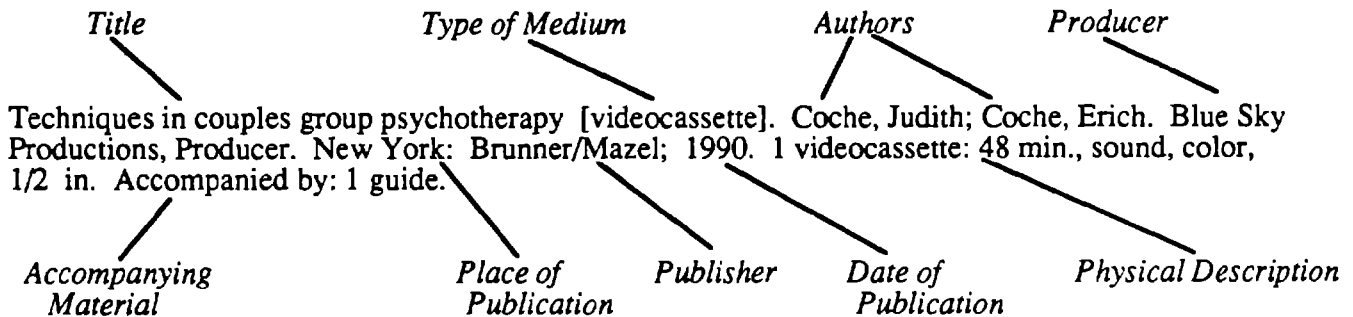 Title Type of Medium Authors Producer
Techniques in couples group psychotherapy [videocassette]. Coche, Judith; Coche, Erich. Blue Sky
Productions, Producer. New York: Brunner/Mazel; 1990. 1 videocassette: 48 min., sound, color,
1/2 in. Accompanied by: 1 guide.
Accompanying Place of Publisher Date of Physical Description
Material Publication Publication